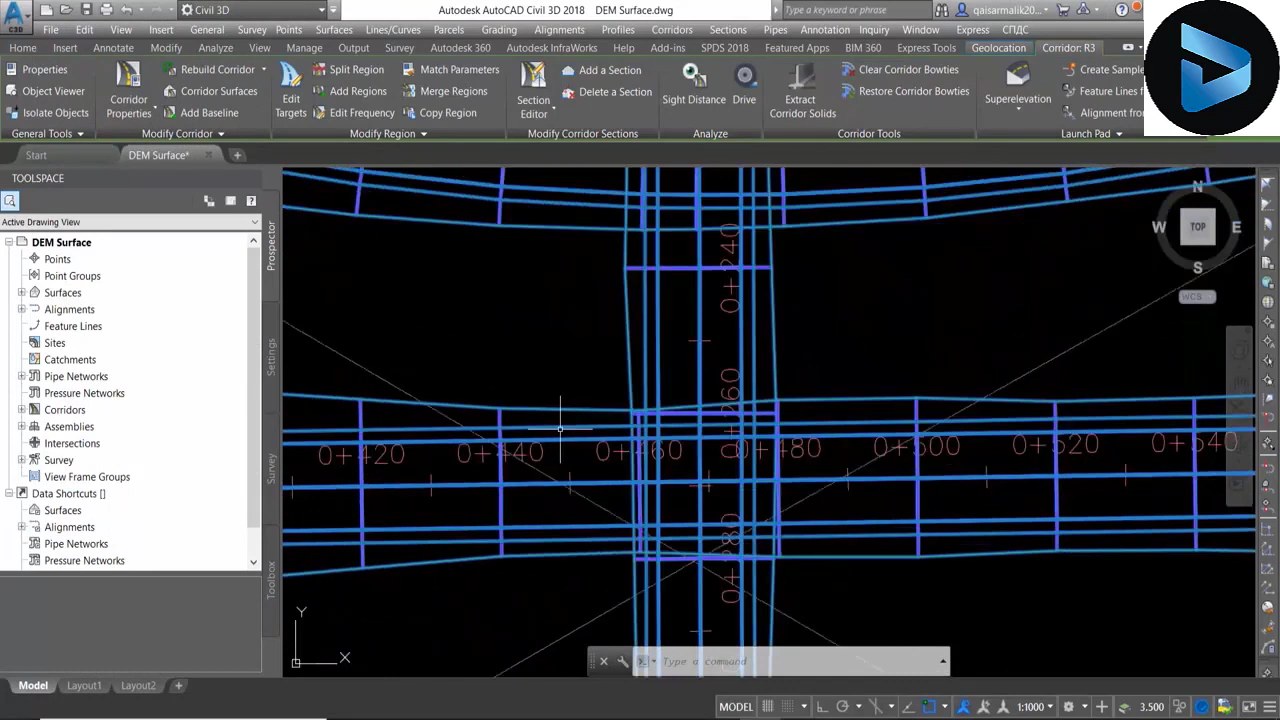 Civil 3D
Autodesk AutoCAD Civil 3D 2018 DEM Surface.dwg
Type a keyword or phrase
qaisarmalik20...
File Edit View Insert General Survey Points Surfaces Lines/Curves Parcels Grading Alignments Profiles Corridors Sections Pipes Annotation Inquiry Window Express СПДС
Home Insert Annotate Modify Analyze View Manage Output Survey Autodesk 360 Autodesk InfraWorks Help Add-ins SPDS 2018 Featured Apps BIM 360 Express Tools Geolocation Corridor: R3
Properties
Object Viewer
Isolate Objects
General Tools
Corridor Properties
Rebuild Corridor
Corridor Surfaces
Add Baseline
Modify Corridor
Edit Targets
Split Region
Add Regions
Edit Frequency
Match Parameters
Merge Regions
Copy Region
Modify Region
Section Editor
Add a Section
Delete a Section
Modify Corridor Sections
Sight Distance
Drive
Analyze
Extract Corridor Solids
Clear Corridor Bowties
Restore Corridor Bowties
Corridor Tools
Superelevation
Create Sample
Feature Lines f
Alignment from
Launch Pad
Start
DEM Surface*
TOOLSPACE
Active Drawing View
DEM Surface
Points
Point Groups
Surfaces
Alignments
Feature Lines
Sites
Catchments
Pipe Networks
Pressure Networks
Corridors
Assemblies
Intersections
Survey
View Frame Groups
Data Shortcuts []
Surfaces
Alignments
Pipe Networks
Pressure Networks
Prospector
Settings
Survey
Toolbox
N
W TOP E
S
WCS
0+240
0+260
0+280
0+420 0+440 0+460 0+480 0+500 0+520 0+540
Y
X
Type a command
Model Layout1 Layout2
MODEL 1:1000 3.500